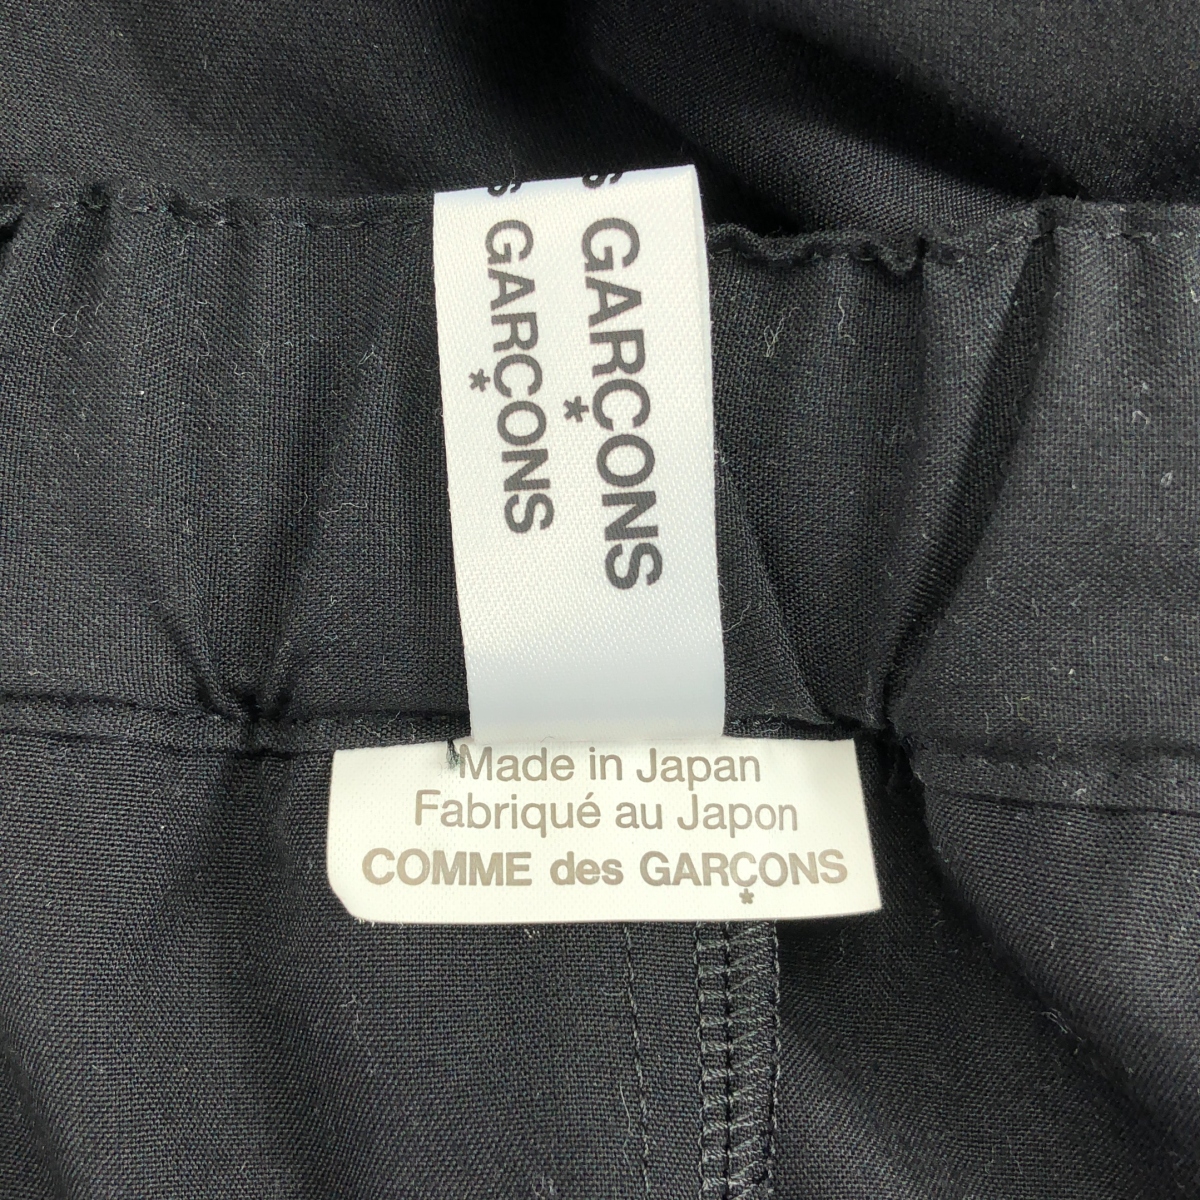 S GARÇONS
*
S GARÇONS
*
Made in Japan
Fabriqué au Japon
COMME des GARÇONS
*